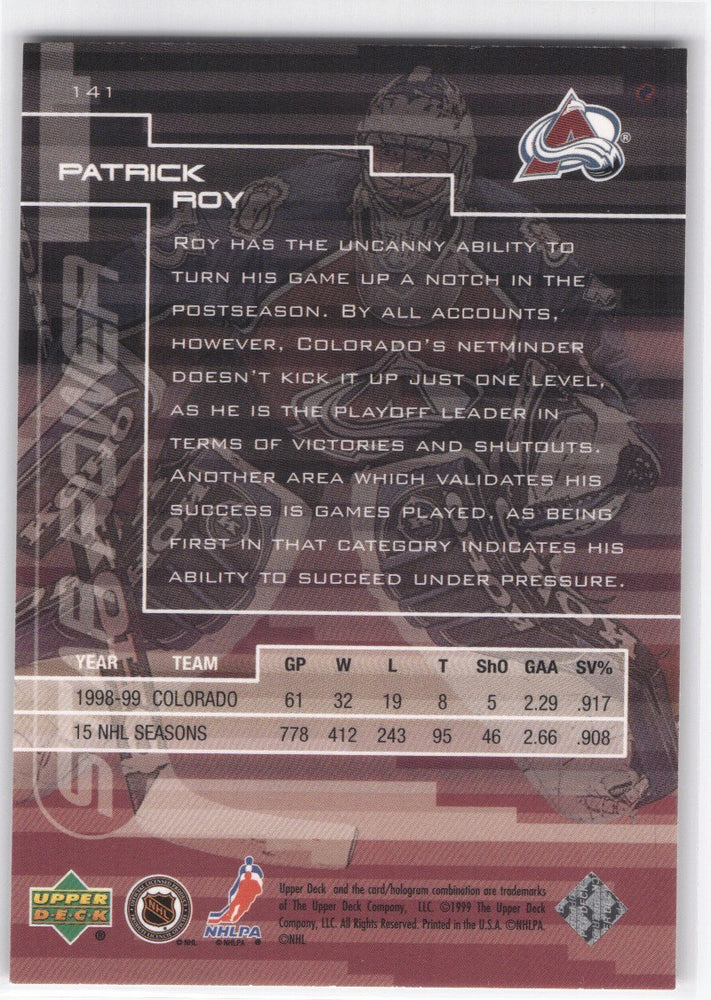 141
PATRICK
ROY
ROY HAS THE UNCANNY ABILITY TO
TURN HIS GAME UP A NOTCH IN THE
POSTSEASON. BY ALL ACCOUNTS,
HOWEVER, COLORADO'S NETMINDER
DOESN'T KICK IT UP JUST ONE LEVEL,
AS HE IS THE PLAYOFF LEADER IN
TERMS OF VICTORIES AND SHUTOUTS.
ANOTHER AREA WHICH VALIDATES HIS
SUCCESS IS GAMES PLAYED, AS BEING
FIRST IN THAT CATEGORY INDICATES HIS
ABILITY TO SUCCEED UNDER PRESSURE.
STAR POWER
YEAR TEAM GP W L T ShO GAA SV%
1998-99 COLORADO 61 32 19 8 5 2.29 .917
15 NHL SEASONS 778 412 243 95 46 2.66 .908
UPPER
DECK
®
NHL
©NHL
NHLPA
©NHLPA ®
Upper Deck and the card/hologram combination are trademarks
of The Upper Deck Company, LLC. ©1999 The Upper Deck
Company, LLC. All Rights Reserved. Printed in the U.S.A. ©NHLPA.
©NHL